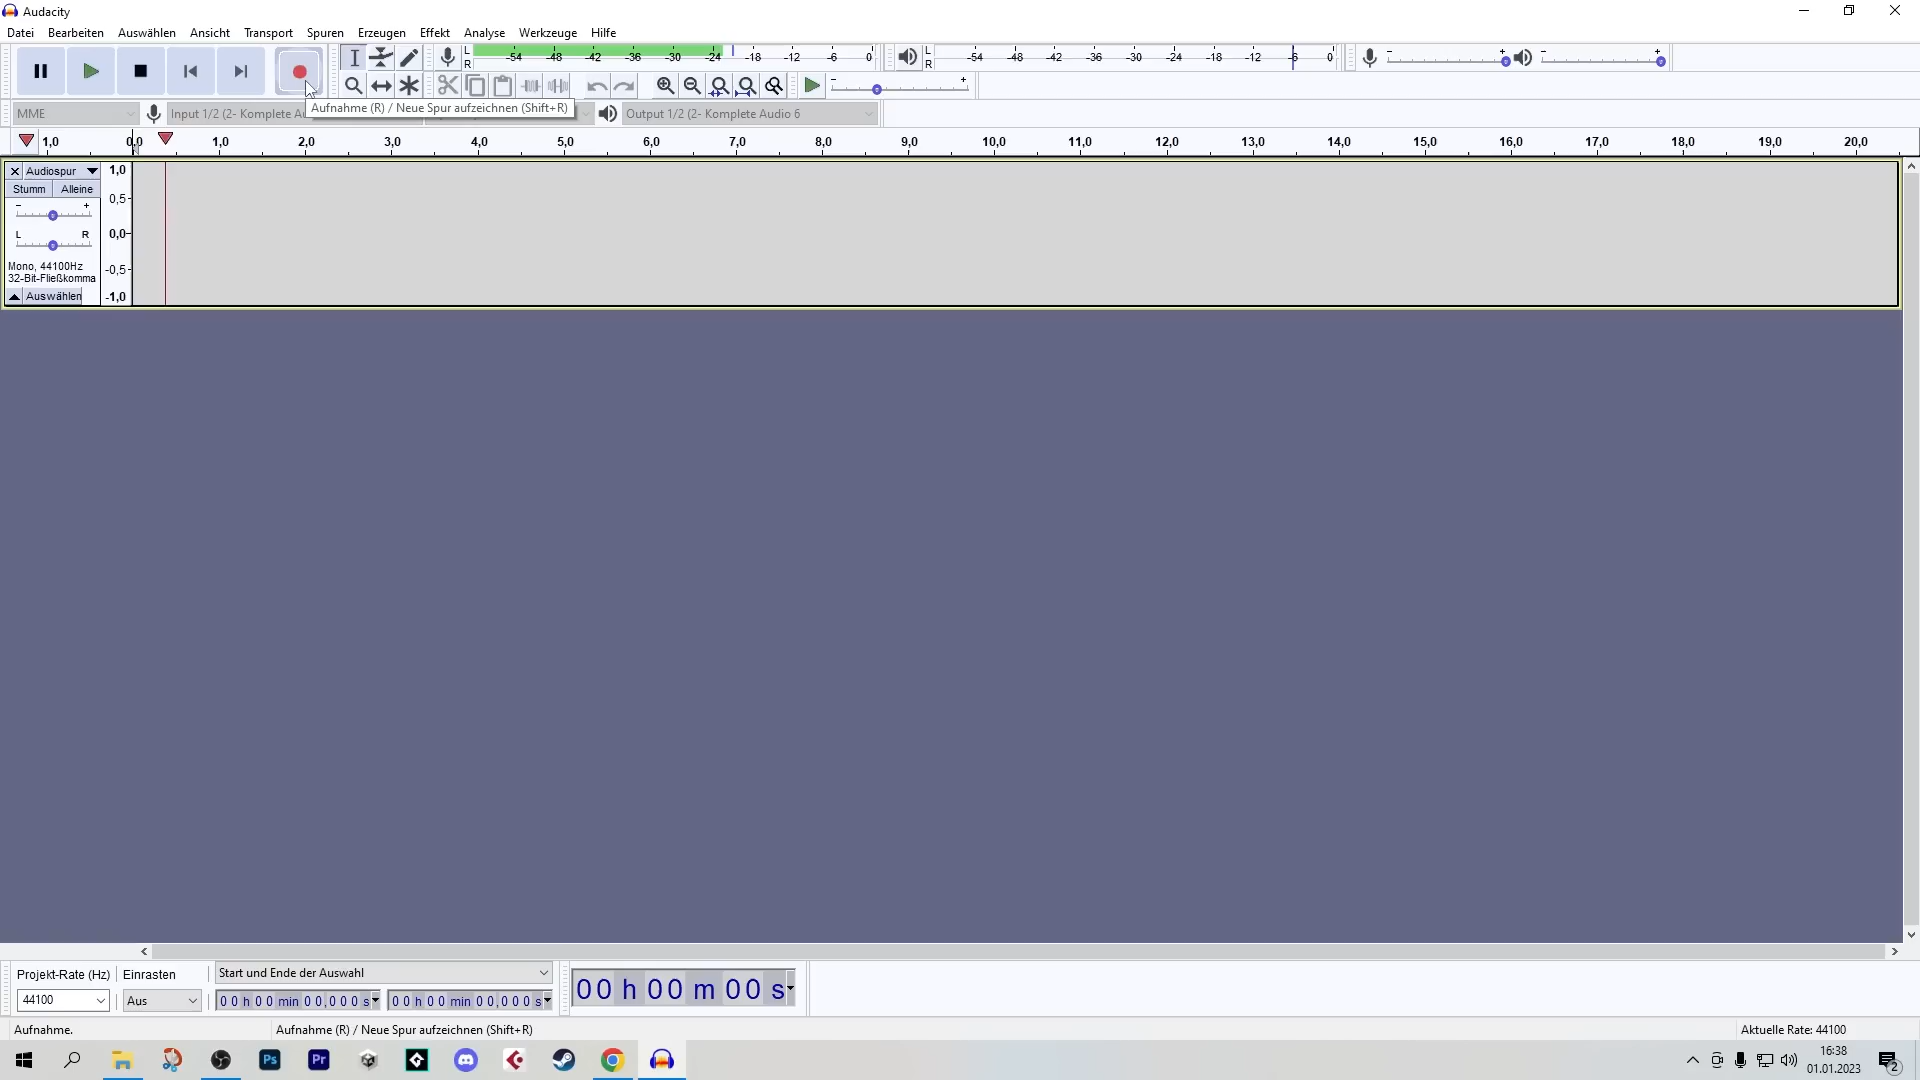 Audacity
Datei Bearbeiten Auswählen Ansicht Transport Spuren Erzeugen Effekt Analyse Werkzeuge Hilfe
L -54 -48 -42 -36 -30 -24 -18 -12 -6 0 L -54 -48 -42 -36 -30 -24 -18 -12 -6 0 - + - +
R R
- +
Aufnahme (R) / Neue Spur aufzeichnen (Shift+R)
MME Input 1/2 (2- Komplete Au Output 1/2 (2- Komplete Audio 6
1,0 0,0 1,0 2,0 3,0 4,0 5,0 6,0 7,0 8,0 9,0 10,0 11,0 12,0 13,0 14,0 15,0 16,0 17,0 18,0 19,0 20,0
Audiospur 1,0
Stumm Alleine 0,5
- +
L R 0,0
Mono, 44100Hz -0,5
32-Bit-Fließkomma
Auswählen -1,0
Projekt-Rate (Hz) Einrasten Start und Ende der Auswahl
44100 Aus 00 h 00 min 00,000 s 00 h 00 min 00,000 s 00 h 00 m 00 s
Aufnahme. Aufnahme (R) / Neue Spur aufzeichnen (Shift+R) Aktuelle Rate: 44100
Ps Pr 16:38
01.01.2023 2